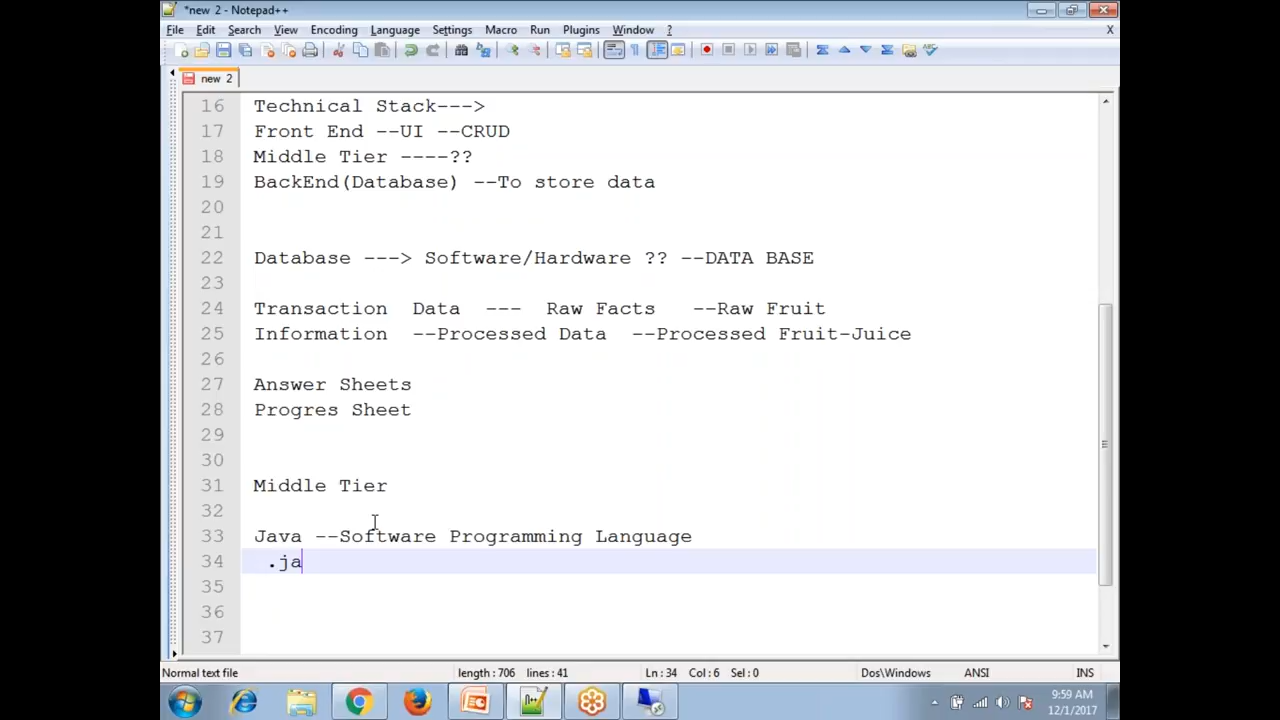 *new 2 - Notepad++
File Edit Search View Encoding Language Settings Macro Run Plugins Window ? X
new 2
16 Technical Stack--->
17 Front End --UI --CRUD
18 Middle Tier ----??
19 BackEnd(Database) --To store data
20
21
22 Database ---> Software/Hardware ?? --DATA BASE
23
24 Transaction Data --- Raw Facts --Raw Fruit
25 Information --Processed Data --Processed Fruit-Juice
26
27 Answer Sheets
28 Progres Sheet
29
30
31 Middle Tier
32
33 Java --Software Programming Language
34 .ja
35
36
37
Normal text file length : 706 lines : 41 Ln : 34 Col : 6 Sel : 0 Dos\Windows ANSI INS
9:59 AM
12/1/2017